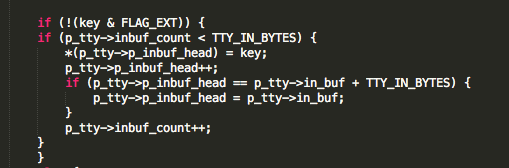 if (!(key & FLAG_EXT)) {
if (p_tty->inbuf_count < TTY_IN_BYTES) {
*(p_tty->p_inbuf_head) = key;
p_tty->p_inbuf_head++;
if (p_tty->p_inbuf_head == p_tty->in_buf + TTY_IN_BYTES) {
p_tty->p_inbuf_head = p_tty->in_buf;
}
p_tty->inbuf_count++;
}
}